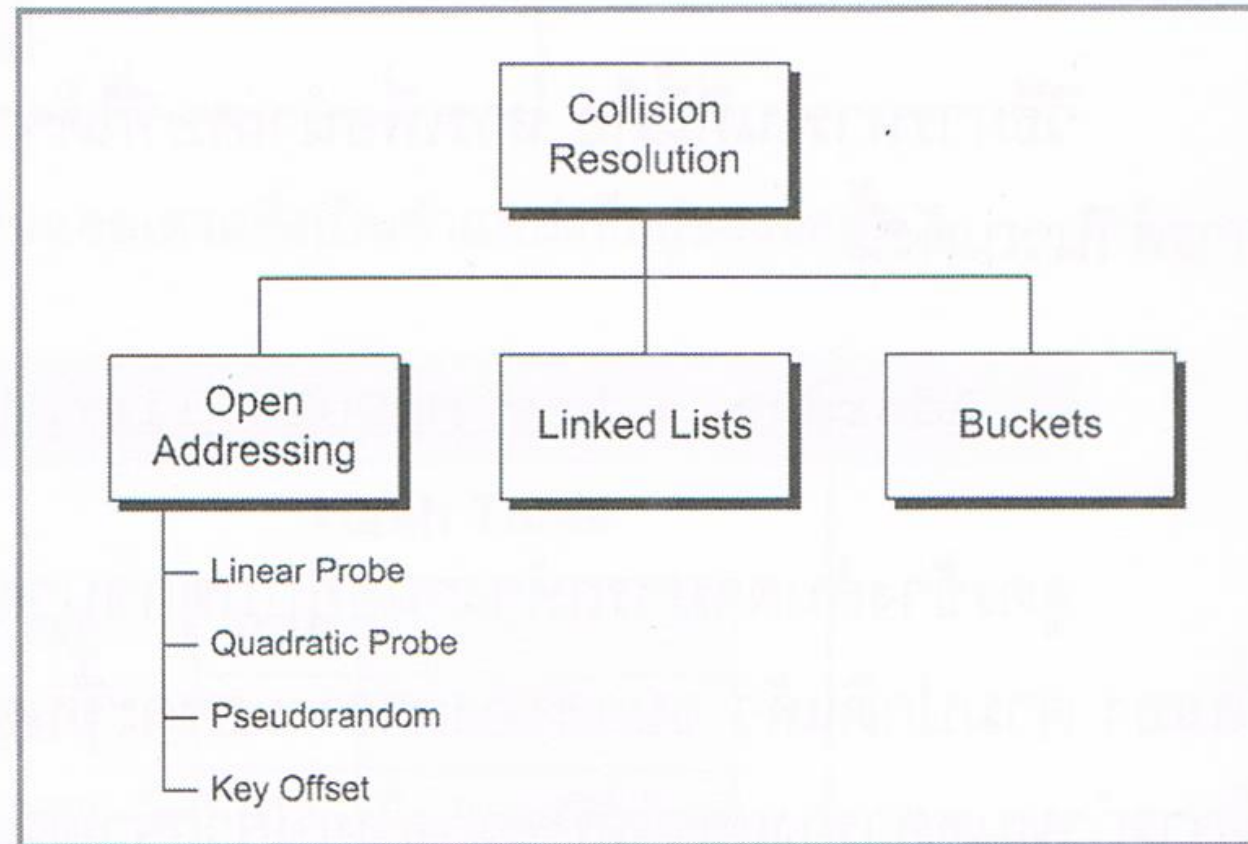 Collision
Resolution
Open
Addressing
Linked Lists
Buckets
Linear Probe
Quadratic Probe
Pseudorandom
Key Offset